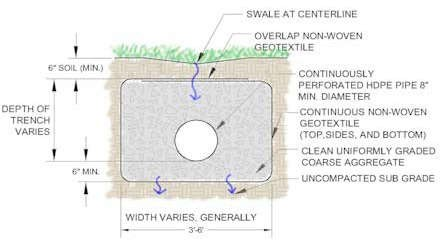 SWALE AT CENTERLINE
OVERLAP NON-WOVEN
GEOTEXTILE
6" SOIL (MIN.)
CONTINUOUSLY
PERFORATED HDPE PIPE 8"
MIN. DIAMETER
DEPTH OF
TRENCH
VARIES
CONTINUOUS NON-WOVEN
GEOTEXTILE
(TOP,SIDES, AND BOTTOM)
CLEAN UNIFORMLY GRADED
COARSE AGGREGATE
6" MIN.
UNCOMPACTED SUB GRADE
WIDTH VARIES, GENERALLY
3'-6'